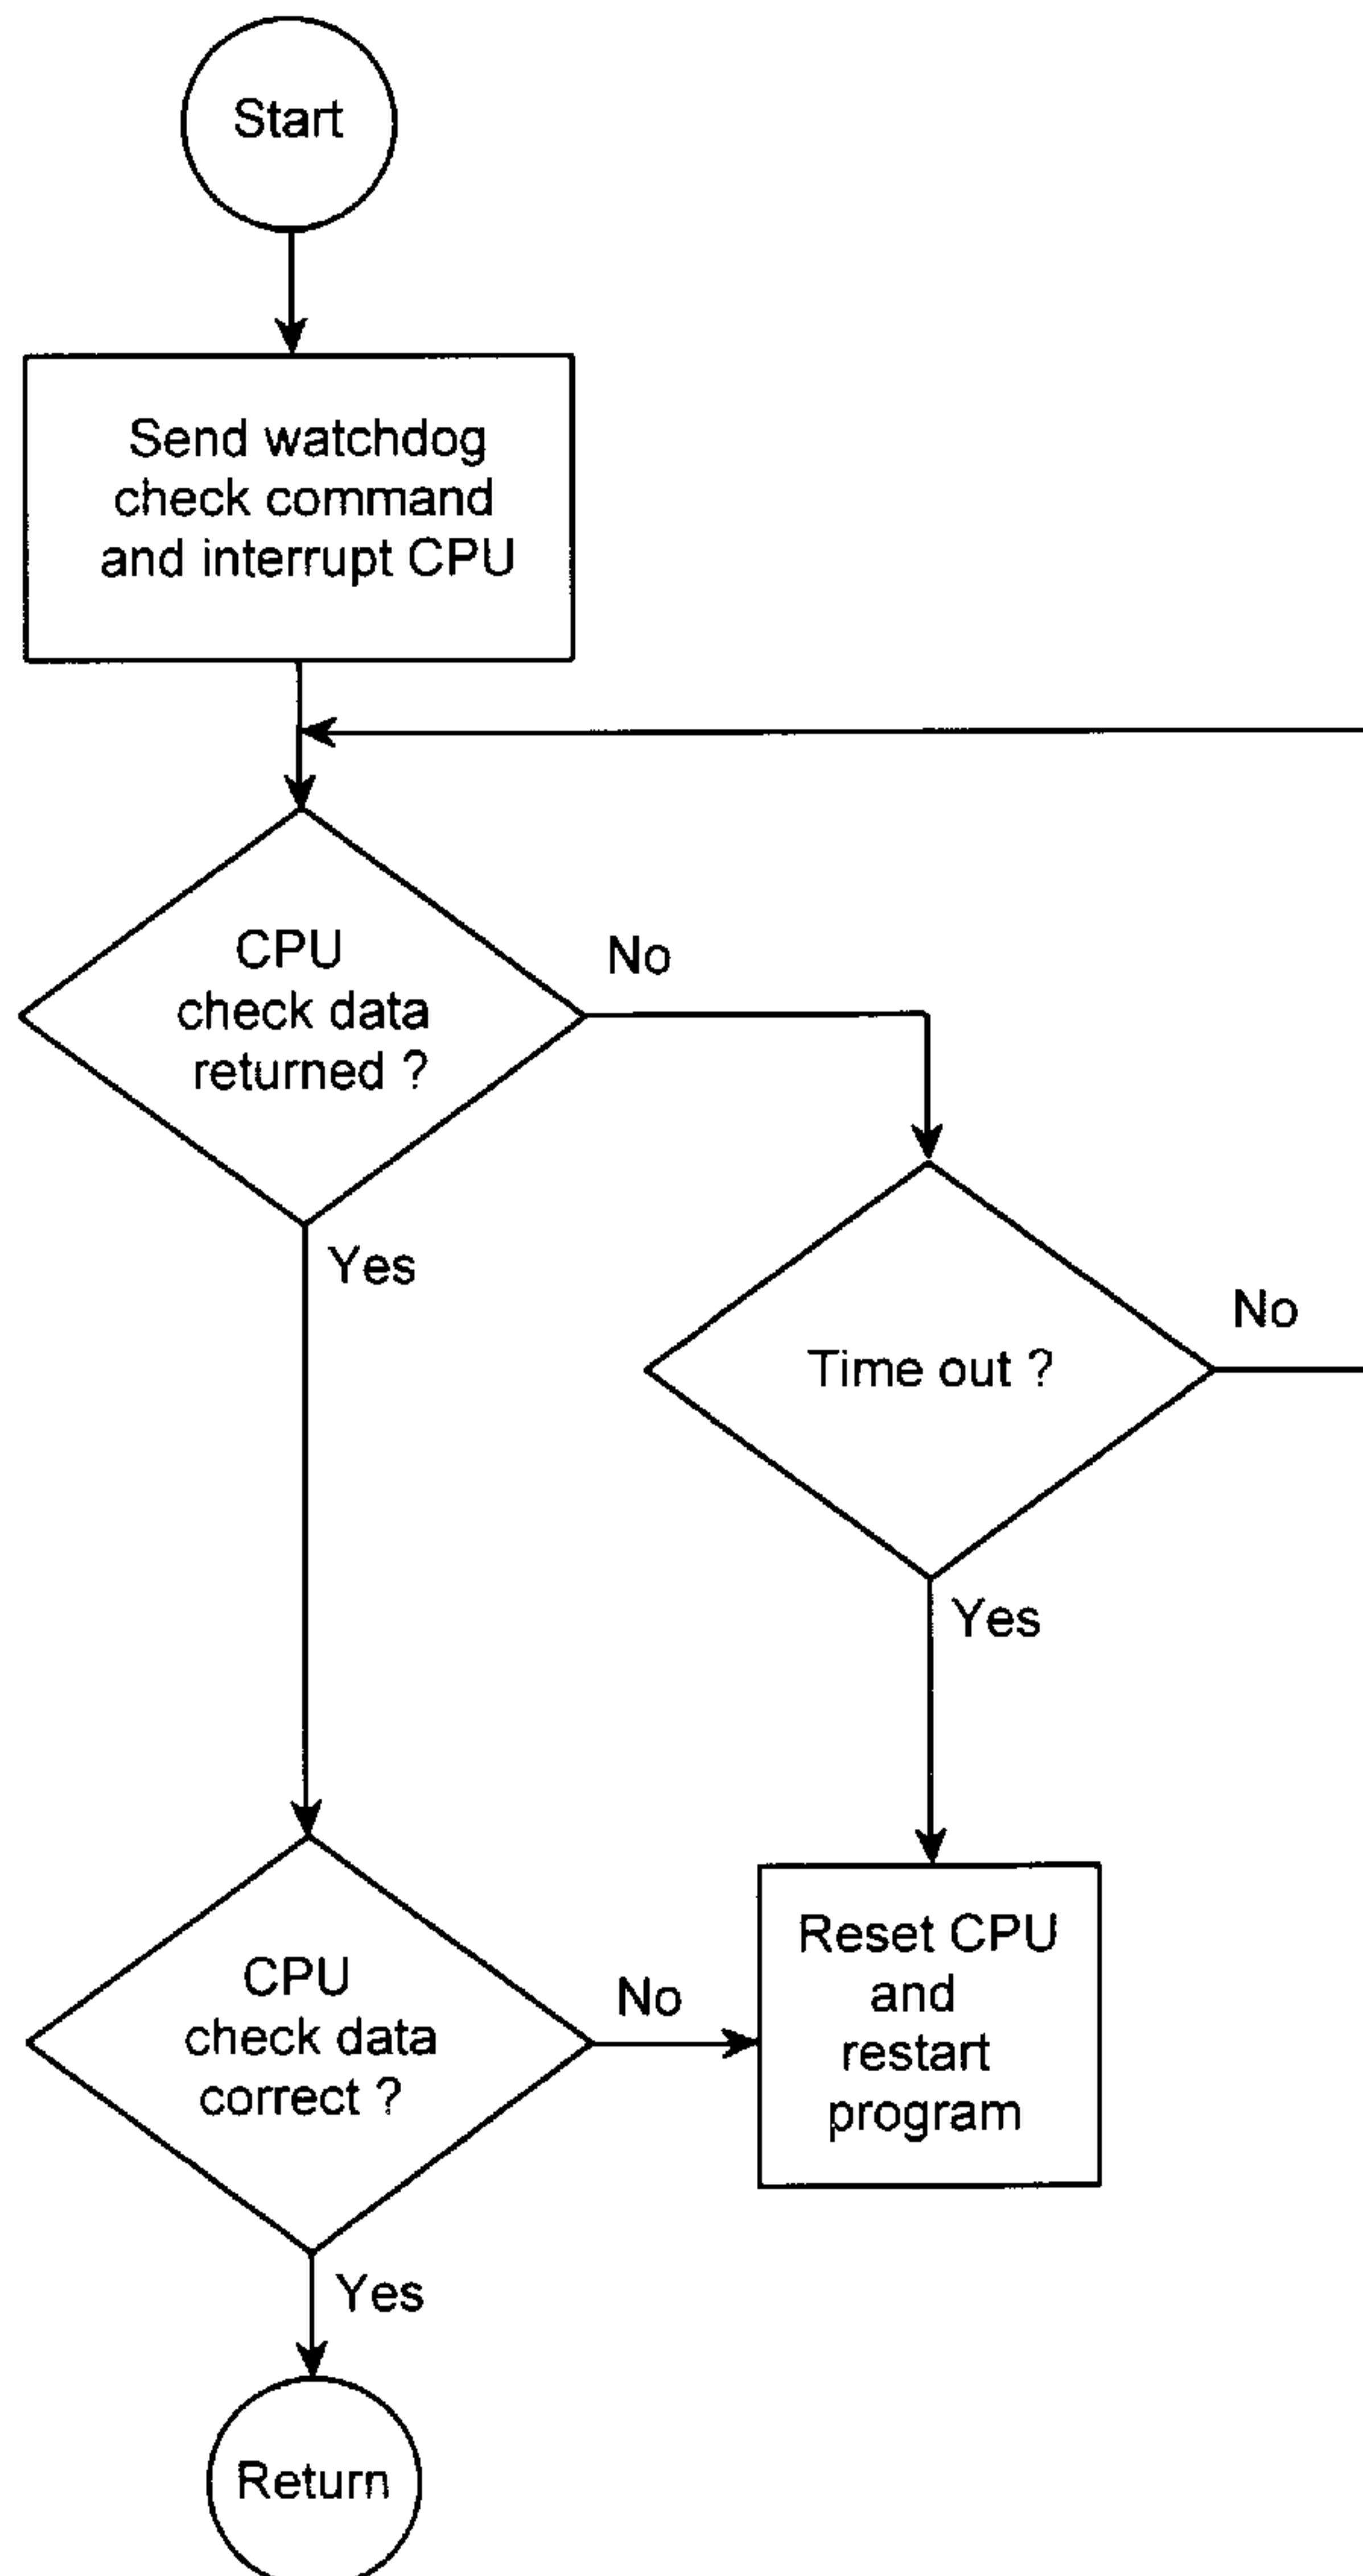 Start
Send watchdog
check command
and interrupt CPU
CPU
check data
returned ?
No
Yes
Time out ?
No
Yes
CPU
check data
correct ?
No
Yes
Reset CPU
and
restart
program
Return